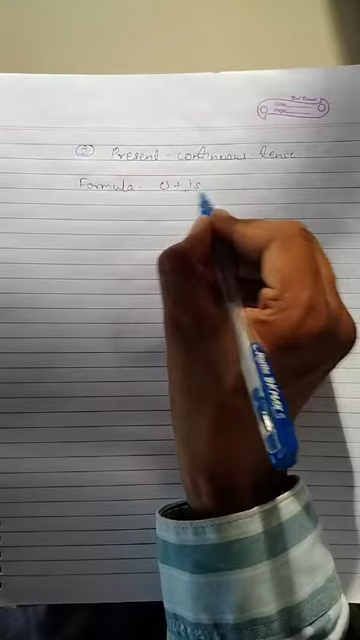 ② Present - continuous - tense
Formula - O + is